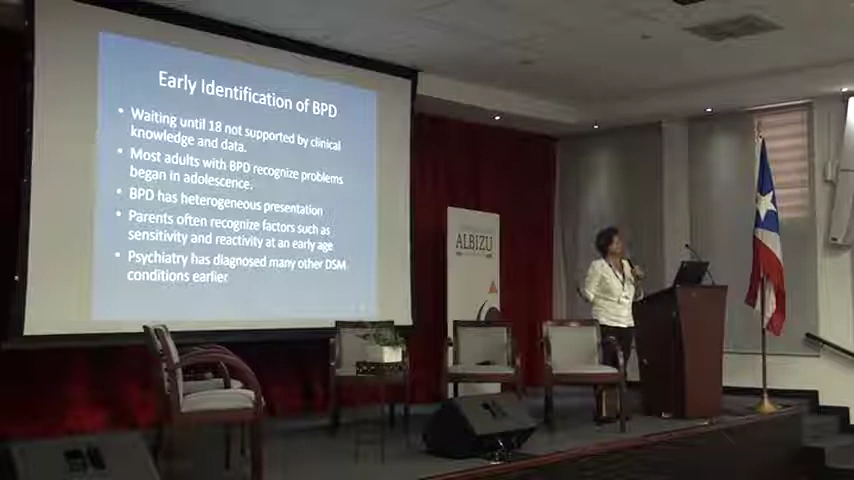 Early Identification of BPD
• Waiting until 18 not supported by clinical
knowledge and data.
• Most adults with BPD recognize problems
began in adolescence.
• BPD has heterogeneous presentation
• Parents often recognize factors such as
sensitivity and reactivity at an early age
• Psychiatry has diagnosed many other DSM
conditions earlier
ALBIZU